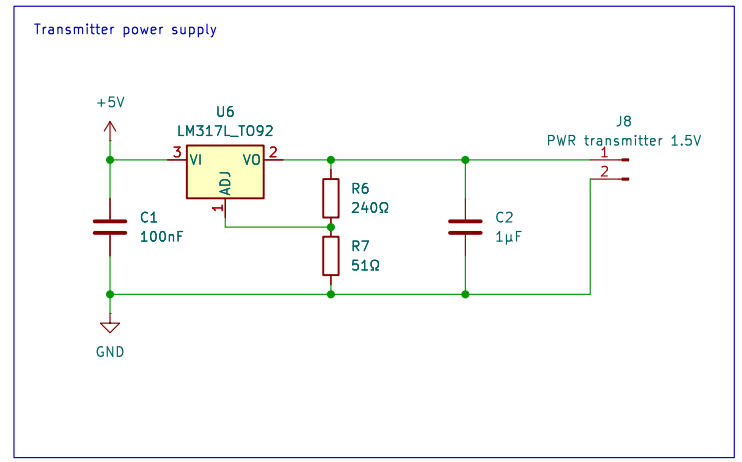 Transmitter power supply
+5V
U6
LM317L_TO92
J8
PWR transmitter 1.5V
3 VI VO 2
1
2
ADJ
1
R6
240Ω
C1
100nF
C2
1µF
R7
51Ω
GND